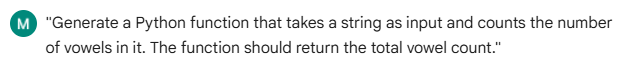 M "Generate a Python function that takes a string as input and counts the number
of vowels in it. The function should return the total vowel count."